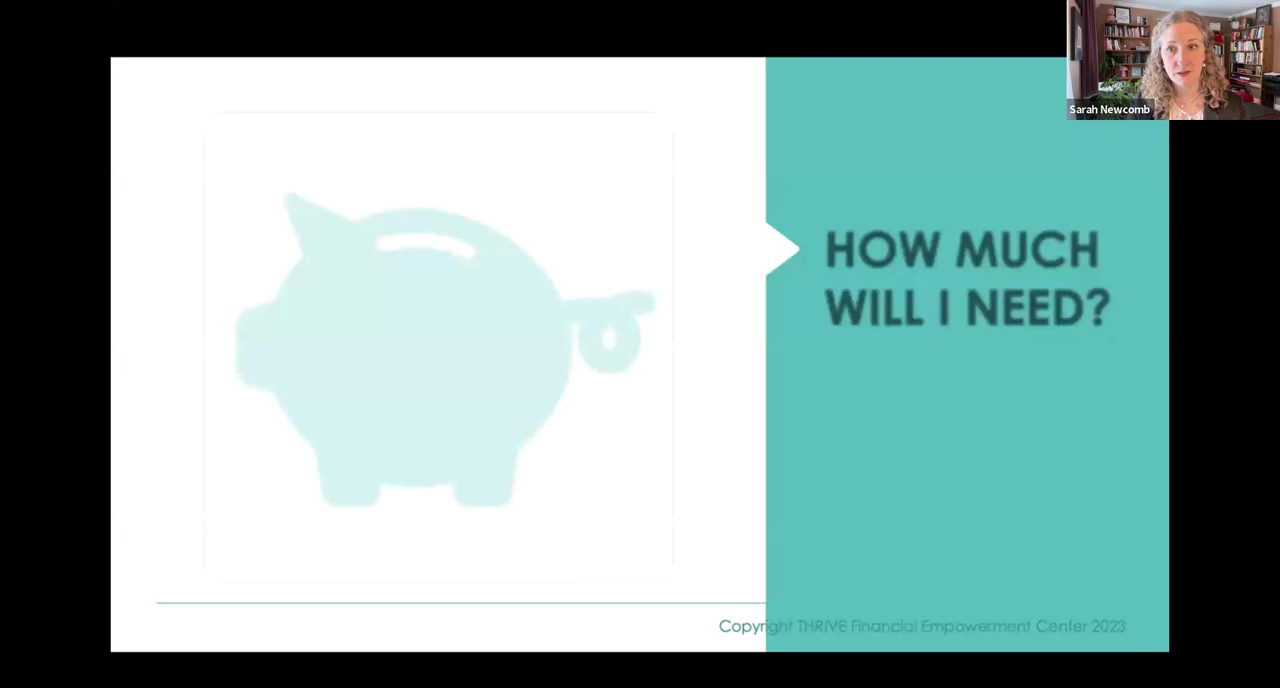 Sarah Newcomb
HOW MUCH
WILL I NEED?
Copyright THRIVE Financial Empowerment Center 2023